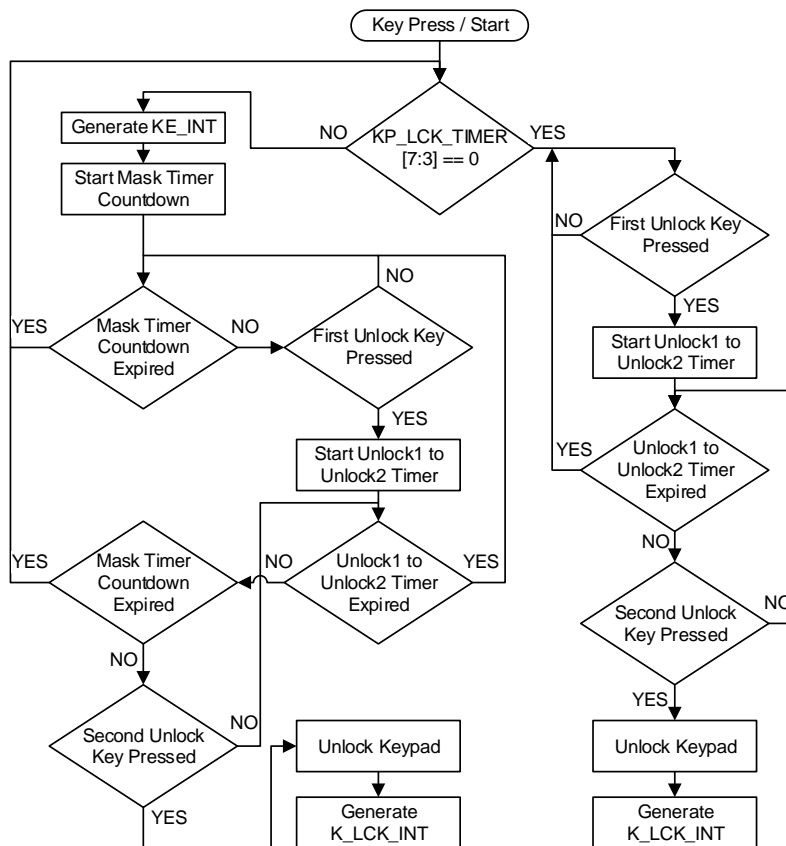 Key Press / Start
KP_LCK_TIMER
[7:3] == 0
NO
YES
Generate KE_INT
Start Mask Timer
Countdown
First Unlock Key
Pressed
NO
YES
Mask Timer
Countdown
Expired
YES
NO
First Unlock Key
Pressed
NO
YES
Start Unlock1 to
Unlock2 Timer
Start Unlock1 to
Unlock2 Timer
Unlock1 to
Unlock2 Timer
Expired
YES
NO
Mask Timer
Countdown
Expired
YES
NO
Unlock1 to
Unlock2 Timer
Expired
NO
YES
Second Unlock
Key Pressed
NO
YES
Second Unlock
Key Pressed
NO
YES
Unlock Keypad
Generate
K_LCK_INT
Unlock Keypad
Generate
K_LCK_INT